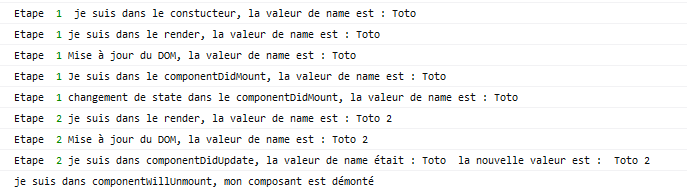 Etape  1  je suis dans le constucteur, la valeur de name est : Toto
Etape  1 je suis dans le render, la valeur de name est : Toto
Etape  1 Mise à jour du DOM, la valeur de name est : Toto
Etape  1 Je suis dans le componentDidMount, la valeur de name est : Toto
Etape  1 changement de state dans le componentDidMount, la valeur de name est : Toto
Etape  2 je suis dans le render, la valeur de name est : Toto 2
Etape  2 Mise à jour du DOM, la valeur de name est : Toto 2
Etape  2 je suis dans componentDidUpdate, la valeur de name était : Toto  la nouvelle valeur est :  Toto 2
je suis dans componentWillUnmount, mon composant est démonté